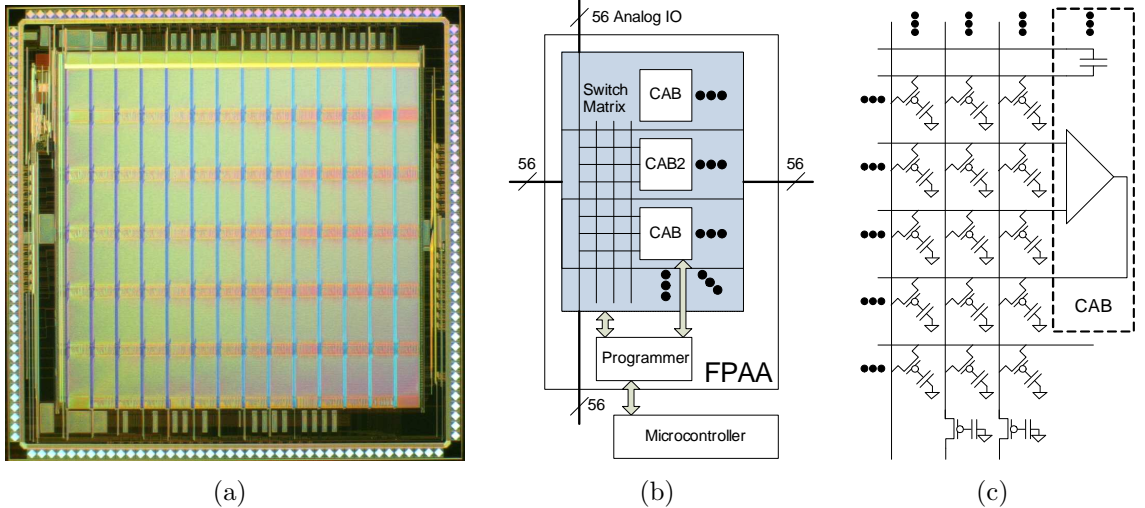 56 Analog IO
Switch
Matrix
CAB
CAB2
CAB
56
56
Programmer
FPAA
56
Microcontroller
CAB
(a)
(b)
(c)